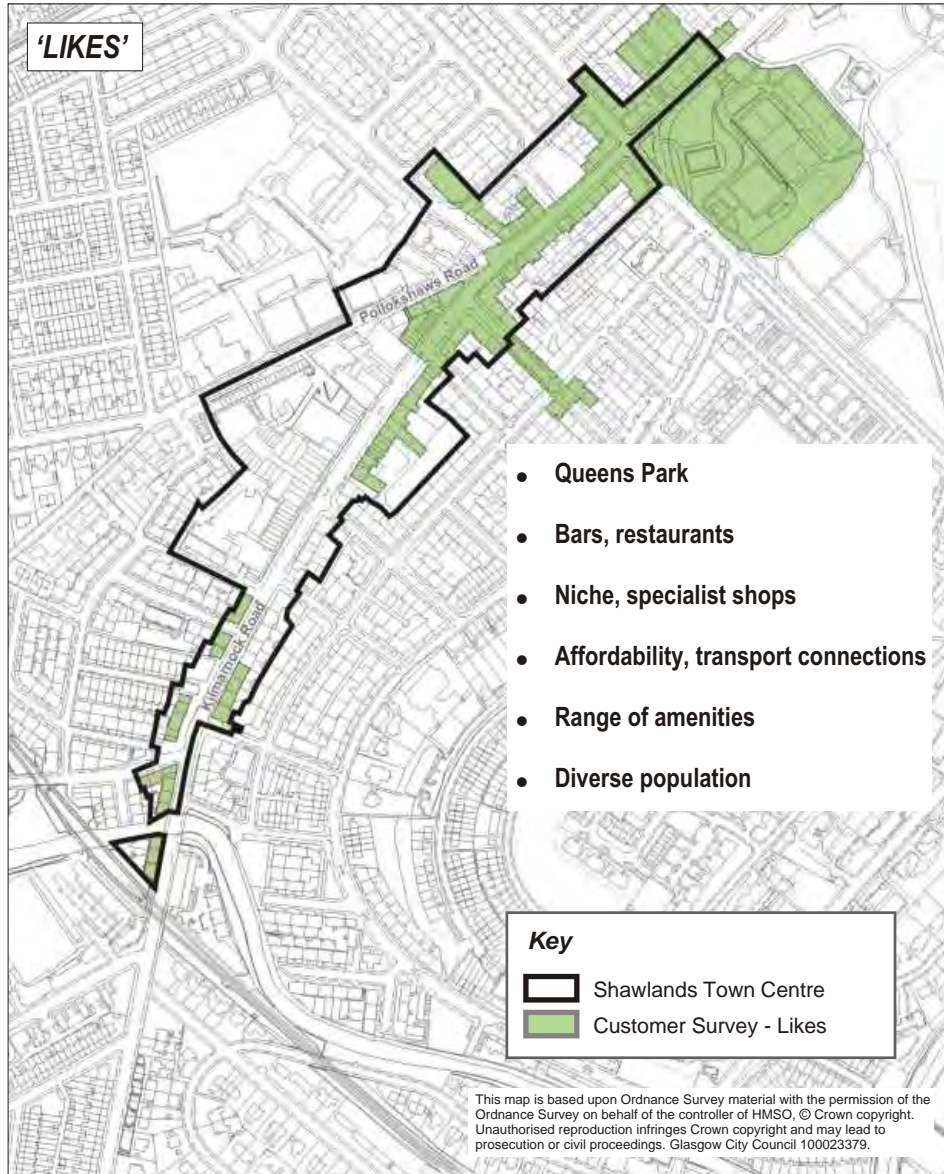 'LIKES'
Pollokshaws Road
• Queens Park
• Bars, restaurants
• Niche, specialist shops
• Affordability, transport connections
• Range of amenities
• Diverse population
Kilmarnock Road
Key
Shawlands Town Centre
Customer Survey - Likes
This map is based upon Ordnance Survey material with the permission of the
Ordnance Survey on behalf of the controller of HMSO, © Crown copyright.
Unauthorised reproduction infringes Crown copyright and may lead to
prosecution or civil proceedings. Glasgow City Council 100023379.